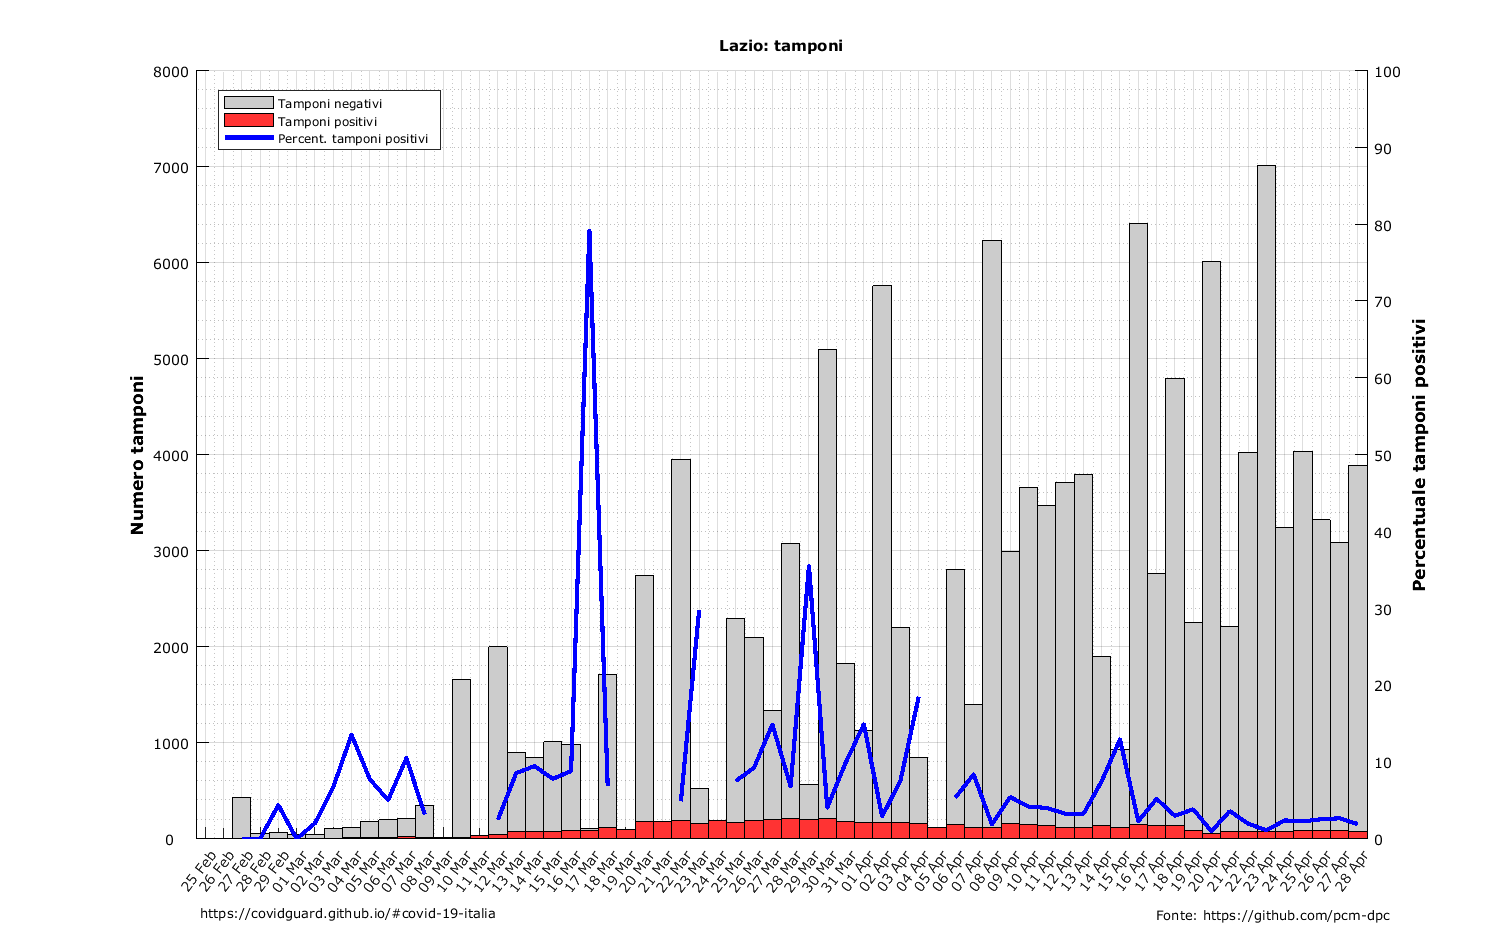 Lazio: tamponi
Tamponi negativi
Tamponi positivi
Percent. tamponi positivi
Numero tamponi
8000
7000
6000
5000
4000
3000
2000
1000
0
100
90
80
70
60
50
40
30
20
10
0
Percentuale tamponi positivi
25 Feb
26 Feb
27 Feb
28 Feb
29 Feb
01 Mar
02 Mar
03 Mar
04 Mar
05 Mar
06 Mar
07 Mar
08 Mar
09 Mar
10 Mar
11 Mar
12 Mar
13 Mar
14 Mar
15 Mar
16 Mar
17 Mar
18 Mar
19 Mar
20 Mar
21 Mar
22 Mar
23 Mar
24 Mar
25 Mar
26 Mar
27 Mar
28 Mar
29 Mar
30 Mar
31 Mar
01 Apr
02 Apr
03 Apr
04 Apr
05 Apr
06 Apr
07 Apr
08 Apr
09 Apr
10 Apr
11 Apr
12 Apr
13 Apr
14 Apr
15 Apr
16 Apr
17 Apr
18 Apr
19 Apr
20 Apr
21 Apr
22 Apr
23 Apr
24 Apr
25 Apr
26 Apr
27 Apr
28 Apr
https://covidguard.github.io/#covid-19-italia
Fonte: https://github.com/pcm-dpc